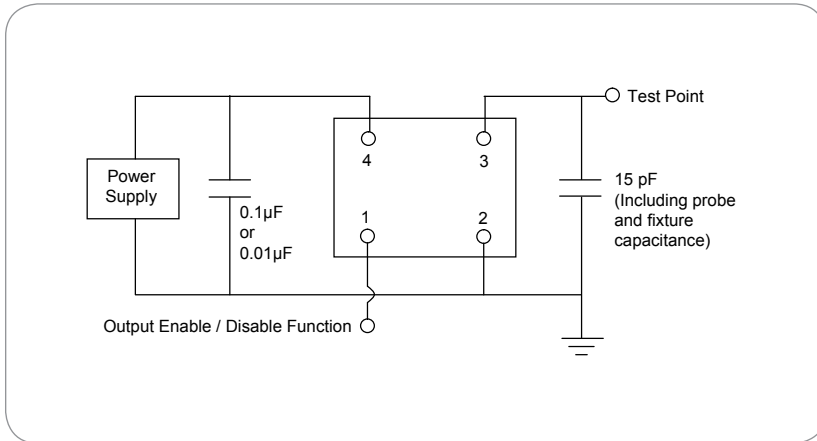 Test Point
4
3
Power
Supply
0.1µF
or
0.01µF
1
2
15 pF
(Including probe
and fixture
capacitance)
Output Enable / Disable Function